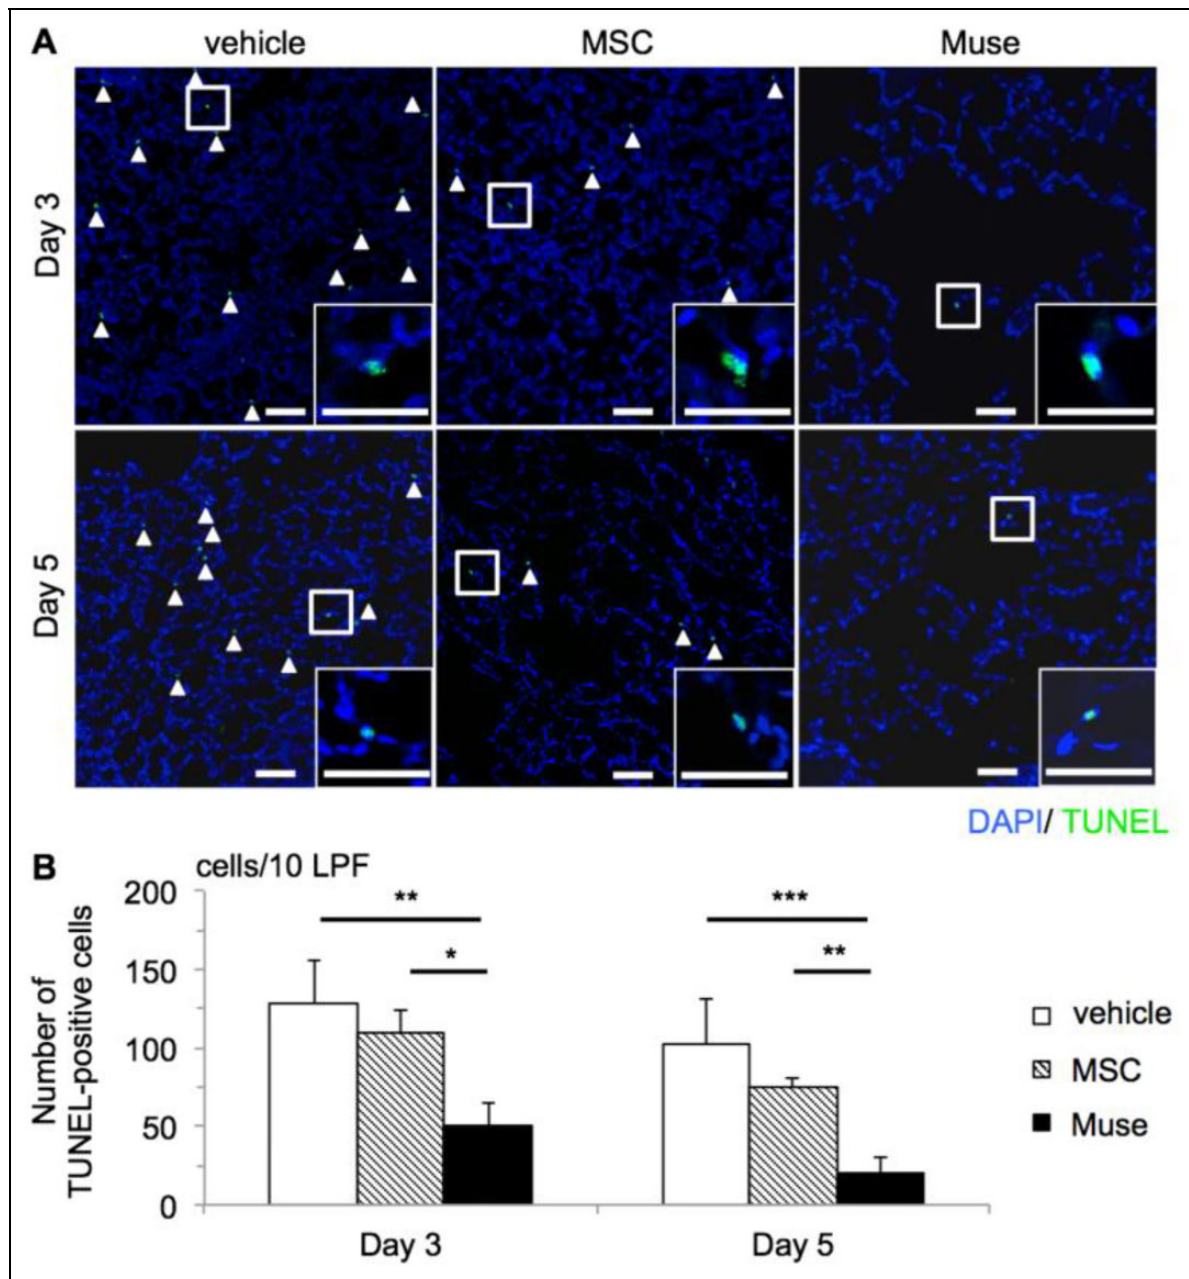 A
vehicle MSC Muse
Day 3
Day 5
DAPI/ TUNEL
B
cells/10 LPF
Number of
TUNEL-positive cells
200
150
100
50
0
**
*
***
**
Day 3 Day 5
vehicle
MSC
Muse